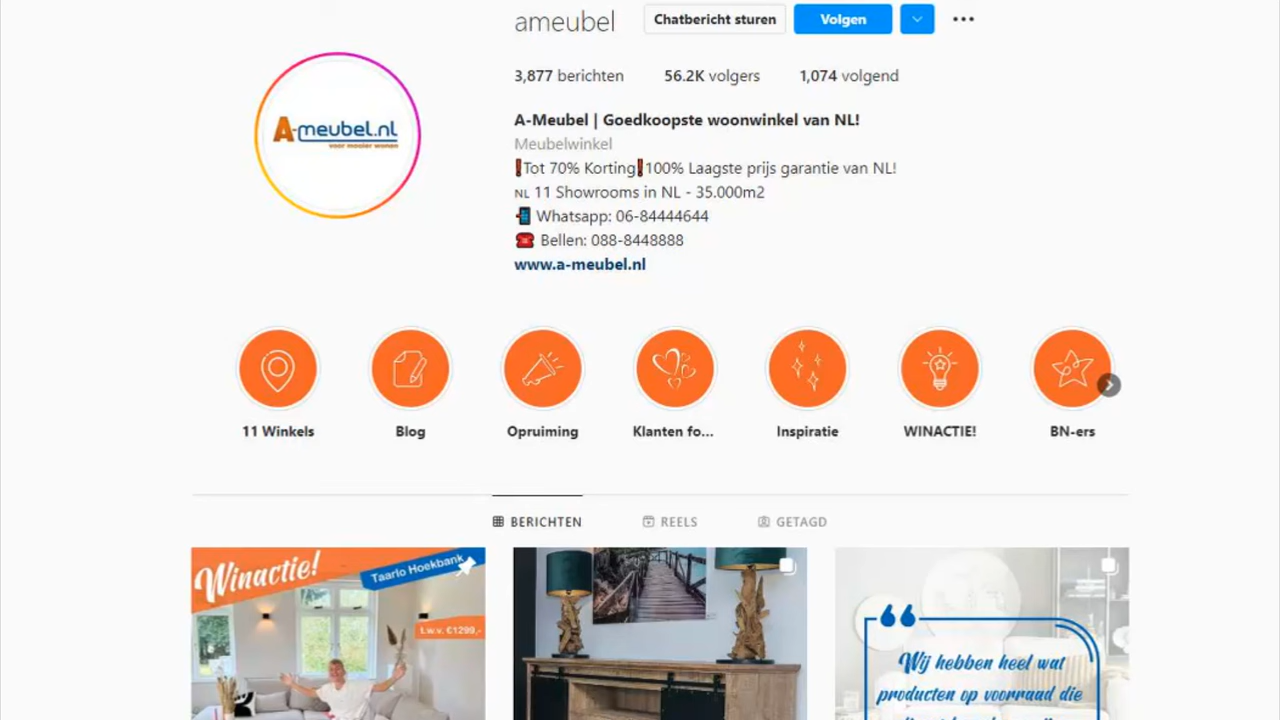 ameubel
Chatbericht sturen
Volgen
3,877 berichten
56.2K volgers
1,074 volgend
A-meubel.nl
voor mooier wonen
A-Meubel | Goedkoopste woonwinkel van NL!
Meubelwinkel
❗Tot 70% Korting❗100% Laagste prijs garantie van NL!
NL 11 Showrooms in NL - 35.000m2
📲 Whatsapp: 06-84444644
☎️ Bellen: 088-8448888
www.a-meubel.nl
11 Winkels
Blog
Opruiming
Klanten fo...
Inspiratie
WINACTIE!
BN-ers
BERICHTEN
REELS
GETAGD
Winactie!
Taarlo Hoekbank
t.w.v. €1299,-
Wij hebben heel wat
producten op voorraad die